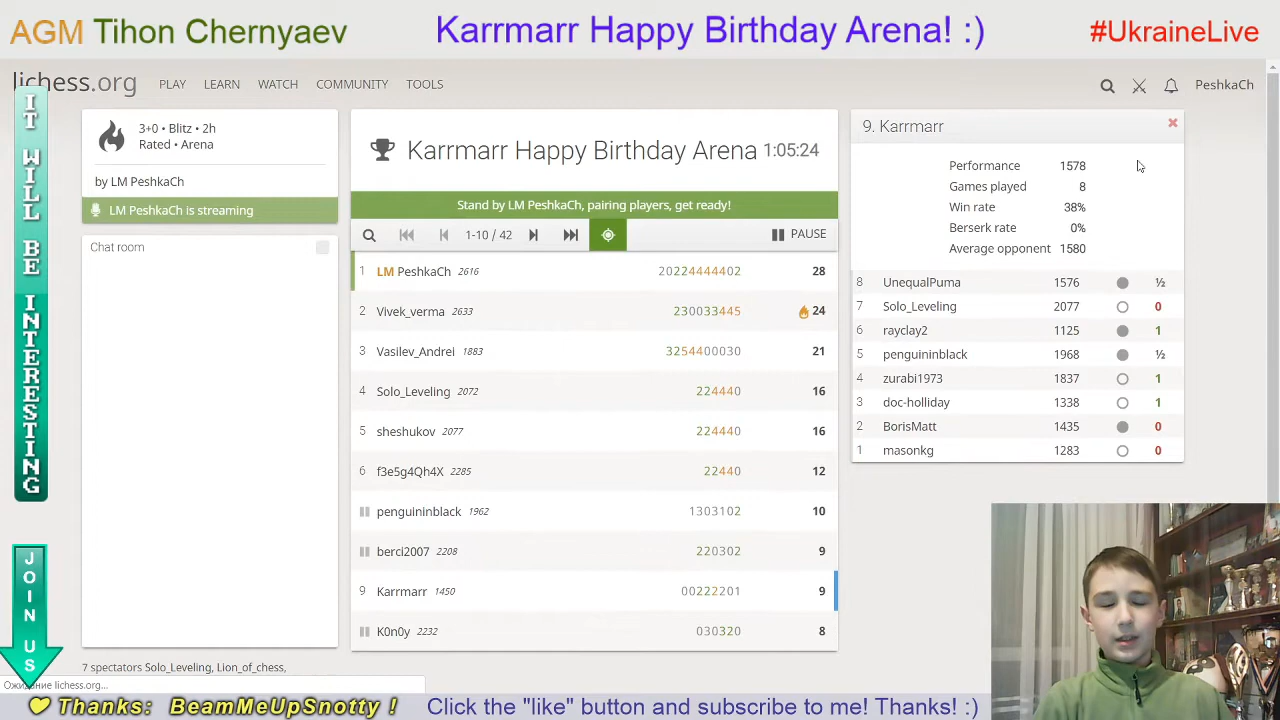 AGM Tihon Chernyaev
Karrmarr Happy Birthday Arena! :)
#UkraineLive
lichess.org
PLAY
LEARN
WATCH
COMMUNITY
TOOLS
PeshkaCh
IT WILL BE INTERESTING
JOIN US
3+0 • Blitz • 2h
Rated • Arena
by LM PeshkaCh
LM PeshkaCh is streaming
Chat room
7 spectators Solo_Leveling, Lion_of_chess,
Ожидание lichess.org...
Karrmarr Happy Birthday Arena 1:05:24
Stand by LM PeshkaCh, pairing players, get ready!
1-10 / 42 PAUSE
1 LM PeshkaCh 2616 20224444402 28
2 Vivek_verma 2633 230033445 24
3 Vasilev_Andrei 1883 3254400030 21
4 Solo_Leveling 2072 224440 16
5 sheshukov 2077 224440 16
6 f3e5g4Qh4X 2285 22440 12
penguininblack 1962 1303102 10
berci2007 2208 220302 9
9 Karrmarr 1450 00222201 9
K0n0y 2232 030320 8
9. Karrmarr
Performance 1578
Games played 8
Win rate 38%
Berserk rate 0%
Average opponent 1580
8 UnequalPuma 1576 ½
7 Solo_Leveling 2077 0
6 rayclay2 1125 1
5 penguininblack 1968 ½
4 zurabi1973 1837 1
3 doc-holliday 1338 1
2 BorisMatt 1435 0
1 masonkg 1283 0
Thanks: BeamMeUpSnotty !
Click the "like" button and subscribe to me! Thanks! :)